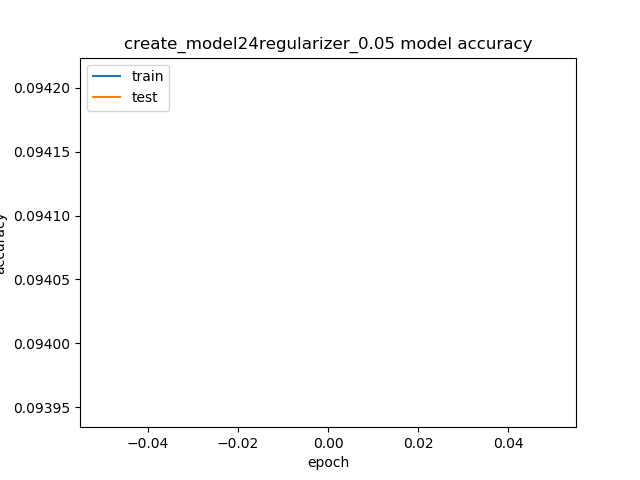 create_model24regularizer_0.05 model accuracy
train
test
0.09420
0.09415
0.09410
0.09405
0.09400
0.09395
accuracy
−0.04
−0.02
0.00
0.02
0.04
epoch